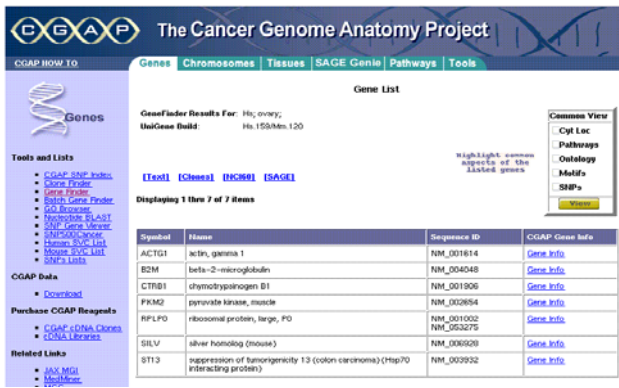 CGAP The Cancer Genome Anatomy Project
CGAP HOW TO
Genes Chromosomes Tissues SAGE Genie Pathways Tools
Genes
Gene List
GeneFinder Results For: Hs; ovary;
UniGene Build: Hs.159/Mm.120
Common View
Cyt Loc
Pathways
Ontology
Motifs
SNPs
View
Highlight common
aspects of the
listed genes
[Text] [Clones] [NCI60] [SAGE]
Displaying 1 thru 7 of 7 items
Tools and Lists
CGAP SNP Index
Clone Finder
Gene Finder
Batch Gene Finder
GO Browser
Nucleotide BLAST
SNP Gene Viewer
SNP500Cancer
Human SVC List
Mouse SVC List
SNPs Lists
CGAP Data
Download
Purchase CGAP Reagents
CGAP cDNA Clones
cDNA Libraries
Related Links
JAX MGI
MedMiner
MGC
Symbol Name Sequence ID CGAP Gene Info
ACTG1 actin, gamma 1 NM_001614 Gene Info
B2M beta-2-microglobulin NM_004048 Gene Info
CTRB1 chymotrypsinogen B1 NM_001906 Gene Info
PKM2 pyruvate kinase, muscle NM_002654 Gene Info
RPLP0 ribosomal protein, large, P0 NM_001002 Gene Info
NM_053275
SILV silver homolog (mouse) NM_006928 Gene Info
ST13 suppression of tumorigenicity 13 (colon carcinoma) (Hsp70 NM_003932 Gene Info
interacting protein)